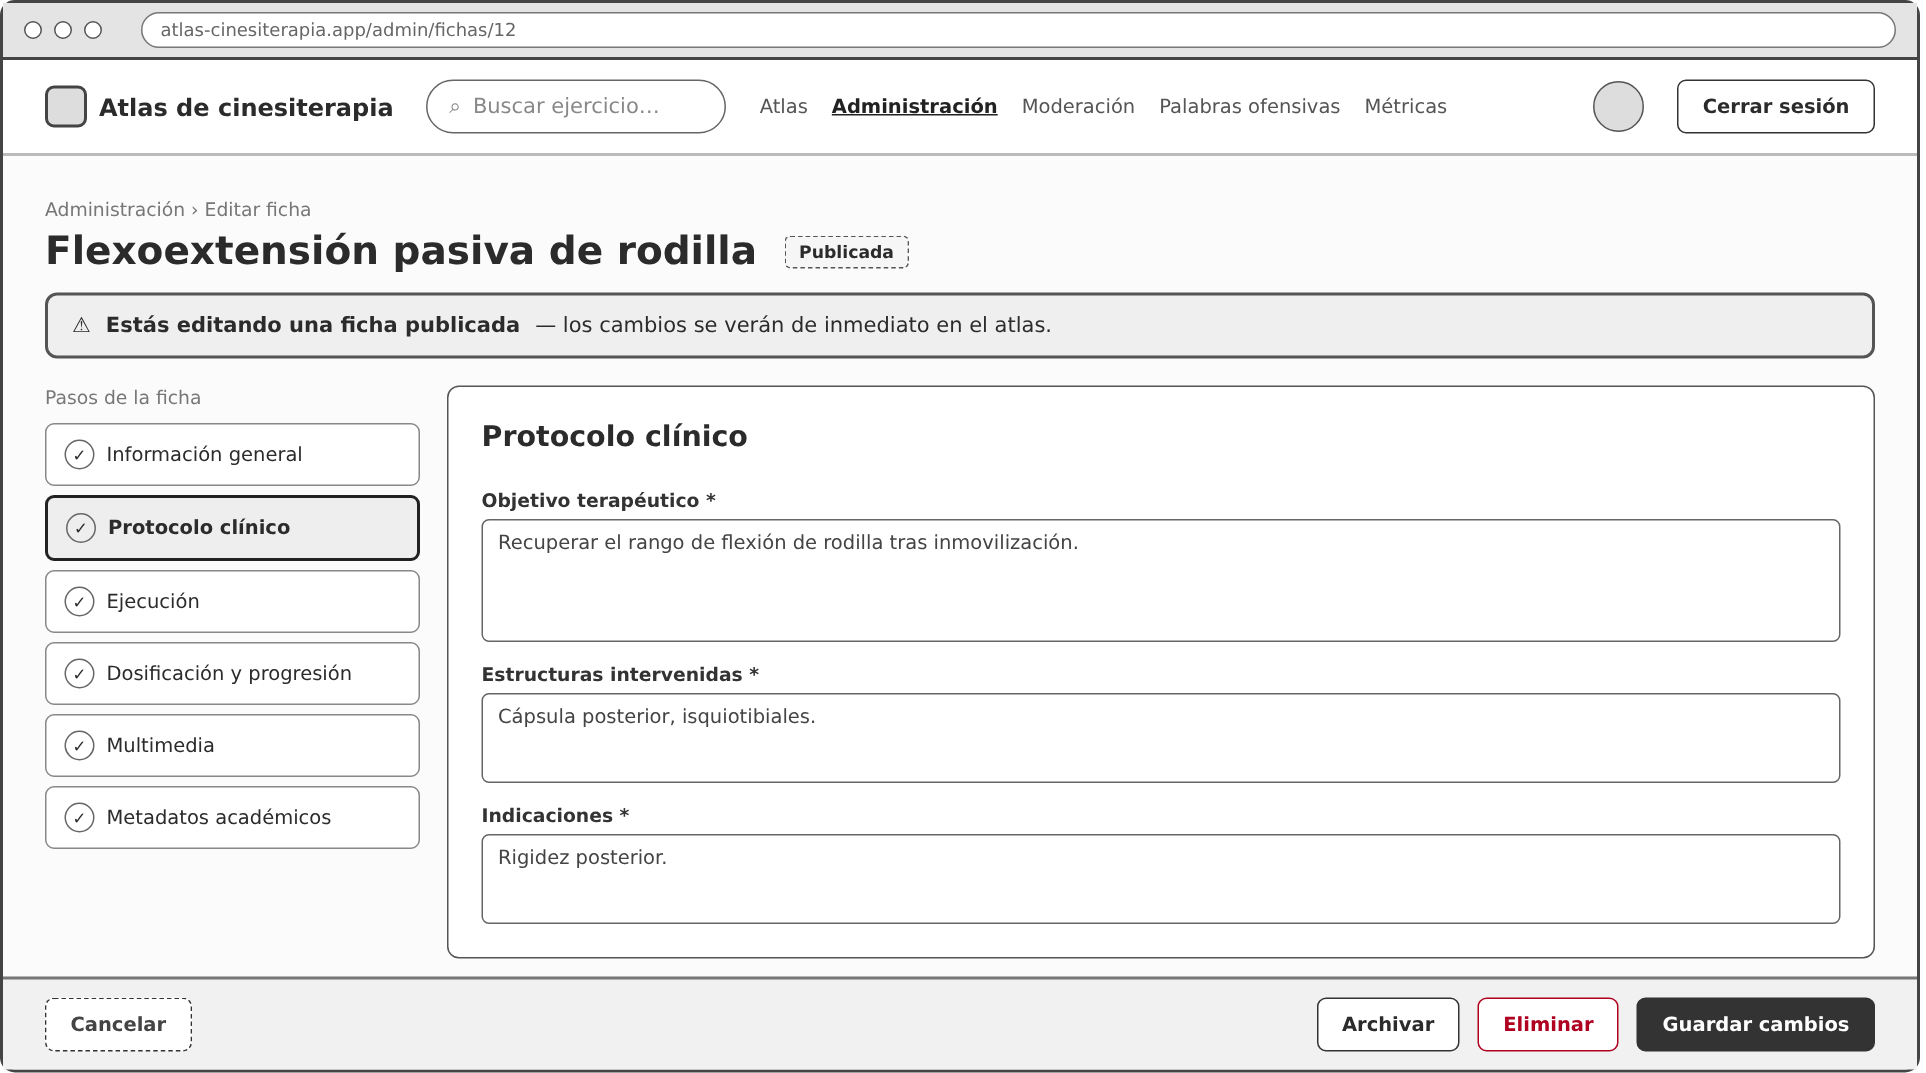 atlas-cinesiterapia.app/admin/fichas/12
Atlas de cinesiterapia
Buscar ejercicio…
Atlas
Administración
Moderación
Palabras ofensivas
Métricas
Cerrar sesión
Administración › Editar ficha
Flexoextensión pasiva de rodilla
Publicada
⚠ Estás editando una ficha publicada — los cambios se verán de inmediato en el atlas.
Pasos de la ficha
✓ Información general
✓ Protocolo clínico
✓ Ejecución
✓ Dosificación y progresión
✓ Multimedia
✓ Metadatos académicos
Protocolo clínico
Objetivo terapéutico *
Recuperar el rango de flexión de rodilla tras inmovilización.
Estructuras intervenidas *
Cápsula posterior, isquiotibiales.
Indicaciones *
Rigidez posterior.
Cancelar
Archivar
Eliminar
Guardar cambios